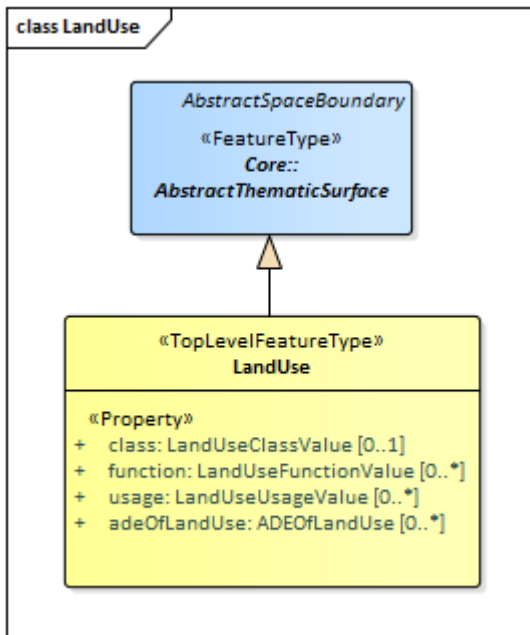 class LandUse
AbstractSpaceBoundary
«FeatureType»
Core::
AbstractThematicSurface
«TopLevelFeatureType»
LandUse
«Property»
+ class: LandUseClassValue [0..1]
+ function: LandUseFunctionValue [0..*]
+ usage: LandUseUsageValue [0..*]
+ adeOfLandUse: ADEOfLandUse [0..*]